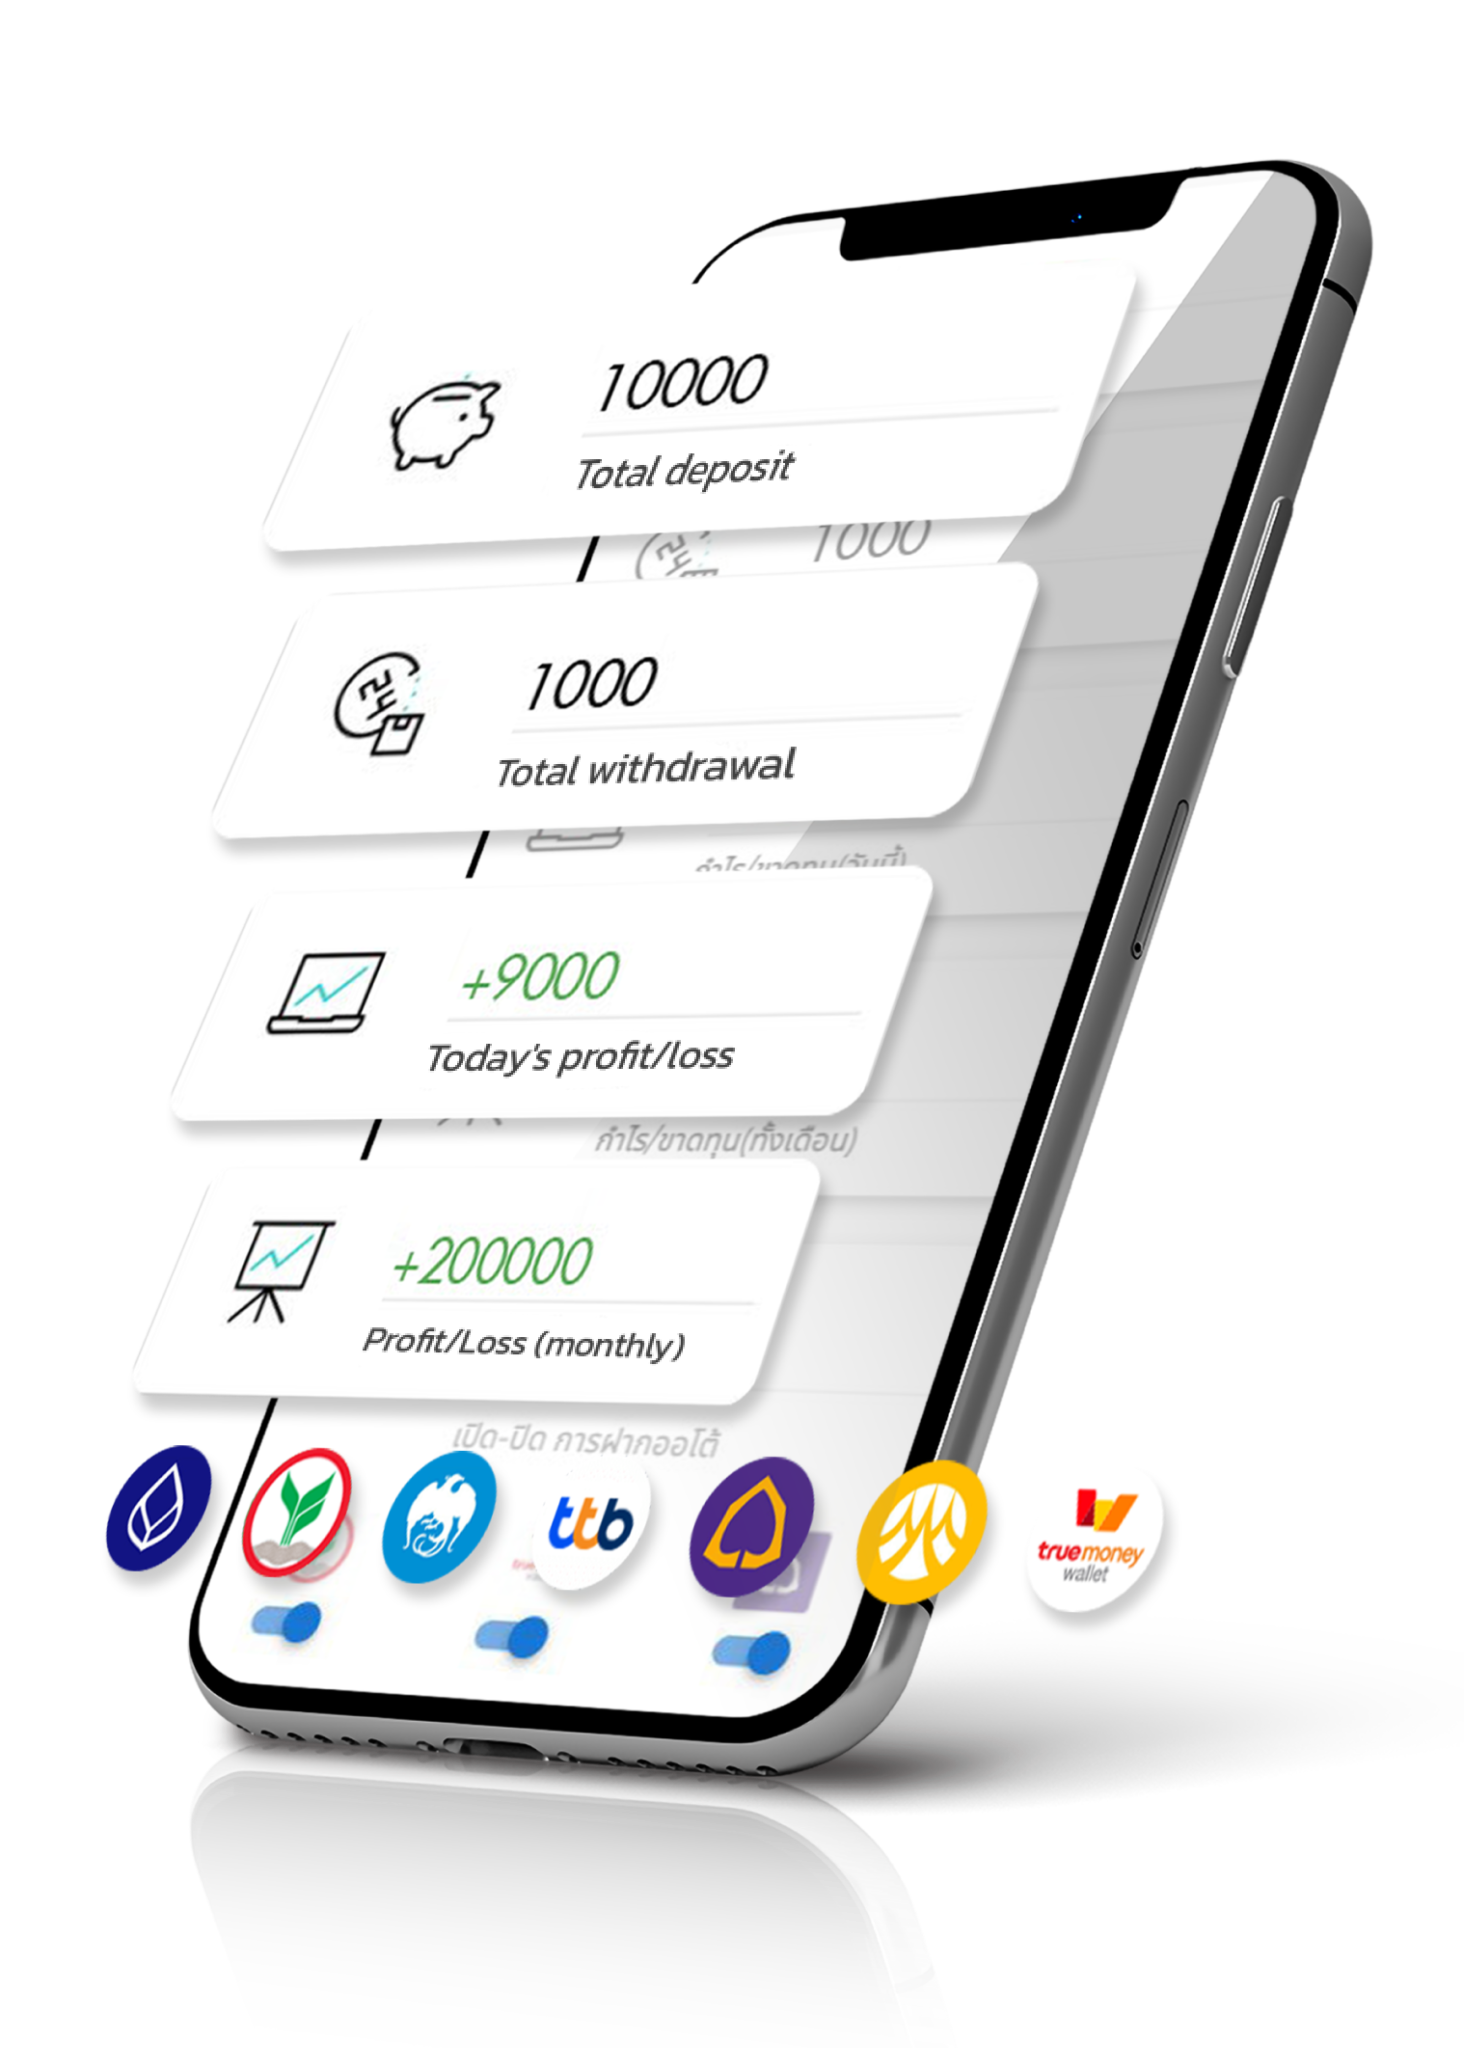 10000
Total deposit
1000
1000
Total withdrawal
กำไร/ขาดทุน(วันนี้)
+9000
Today's profit/loss
กำไร/ขาดทุน(ทั้งเดือน)
+200000
Profit/Loss (monthly)
เปิด-ปิด การฝากออโต้
ttb
truemoney
wallet